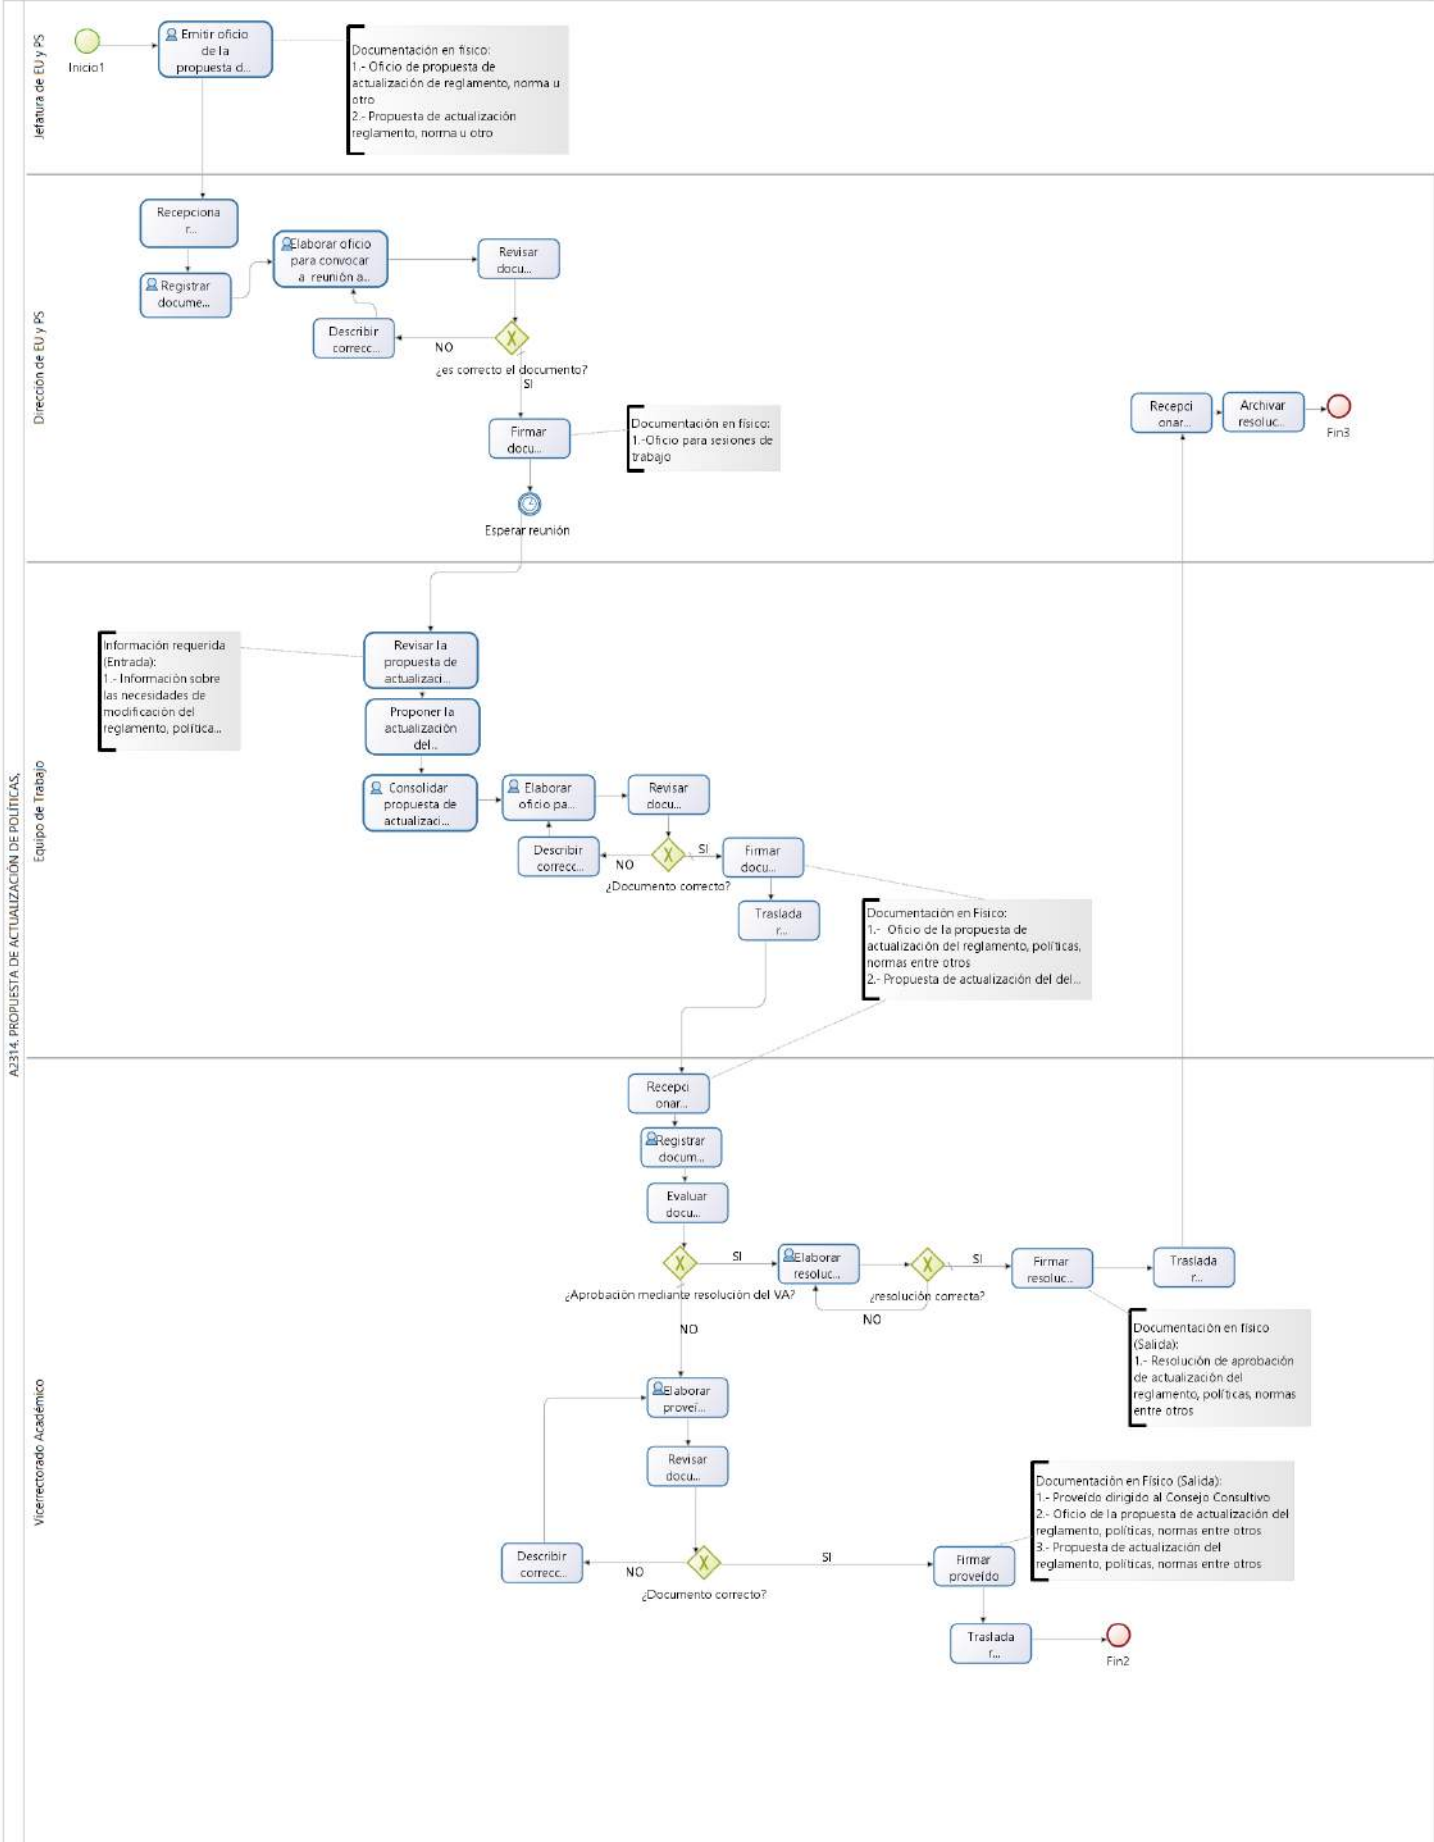 A2314. PROPUESTA DE ACTUALIZACIÓN DE POLÍTICAS,
Jefatura de EU y PS
Inicio1
Emitir oficio
de la
propuesta d...
Documentación en físico:
1.- Oficio de propuesta de
actualización de reglamento, norma u
otro
2.- Propuesta de actualización
reglamento, norma u otro
Dirección de EU y PS
Recepciona
r...
Registrar
docume...
Elaborar oficio
para convocar
a reunión a...
Revisar
docu...
Describir
correcc...
NO
¿es correcto el documento?
SI
Firmar
docu...
Documentación en físico:
1.-Oficio para sesiones de
trabajo
Esperar reunión
Recepci
onar...
Archivar
resoluc...
Fin3
Equipo de Trabajo
Información requerida
(Entrada):
1.- Información sobre
las necesidades de
modificación del
reglamento, política...
Revisar la
propuesta de
actualizaci...
Proponer la
actualización
del...
Consolidar
propuesta de
actualizaci...
Elaborar
oficio pa...
Revisar
docu...
Describir
correcc...
NO
SI
¿Documento correcto?
Firmar
docu...
Traslada
r...
Documentación en Físico:
1.- Oficio de la propuesta de
actualización del reglamento, políticas,
normas entre otros
2.- Propuesta de actualización del del...
Vicerrectorado Académico
Recepci
onar...
Registrar
docum...
Evaluar
docu...
SI
¿Aprobación mediante resolución del VA?
NO
Elaborar
resoluc...
¿resolución correcta?
NO
SI
Firmar
resoluc...
Traslada
r...
Documentación en físico
(Salida):
1.- Resolución de aprobación
de actualización del
reglamento, políticas, normas
entre otros
Elaborar
proveí...
Revisar
docu...
Describir
correcc...
NO
¿Documento correcto?
SI
Firmar
proveído
Documentación en Físico (Salida):
1.- Proveído dirigido al Consejo Consultivo
2.- Oficio de la propuesta de actualización del
reglamento, políticas, normas entre otros
3.- Propuesta de actualización del
reglamento, políticas, normas entre otros
Traslada
r...
Fin2